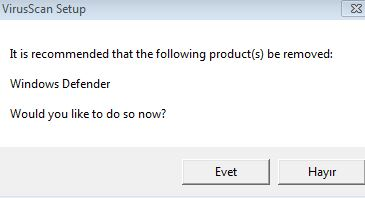 VirusScan Setup
It is recommended that the following product(s) be removed:
Windows Defender
Would you like to do so now?
Evet
Hayır